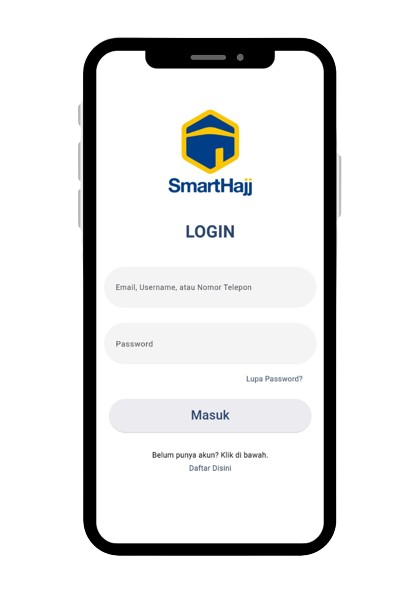 SmartHajj
LOGIN
Email, Username, atau Nomor Telepon
Password
Lupa Password?
Masuk
Belum punya akun? Klik di bawah.
Daftar Disini